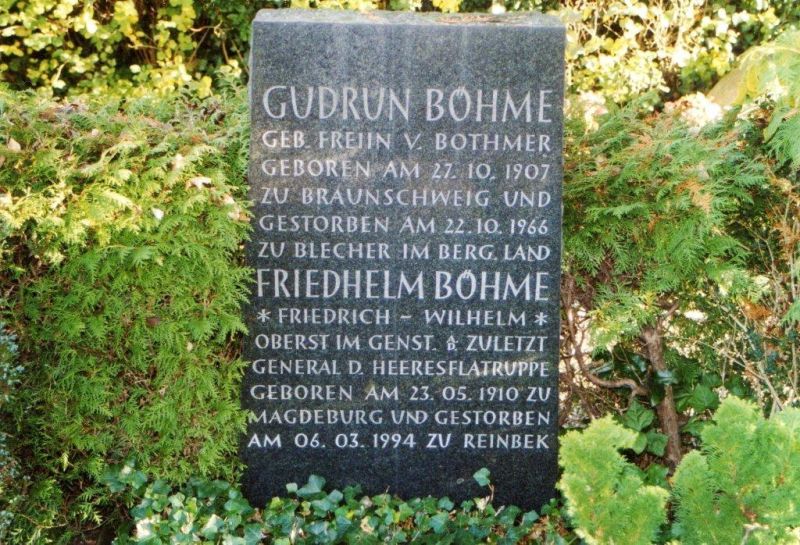 GUDRUN BÖHME
GEB. FREIIN V. BOTHMER
GEBOREN AM 27.10.1907
ZU BRAUNSCHWEIG UND
GESTORBEN AM 22.10.1966
ZU BLECHER IM BERG. LAND
FRIEDHELM BÖHME
* FRIEDRICH - WILHELM *
OBERST IM GENST. A/D ZULETZT
GENERAL D. HEERESFLATRUPPE
GEBOREN AM 23.05.1910 ZU
MAGDEBURG UND GESTORBEN
AM 06.03.1994 ZU REINBEK